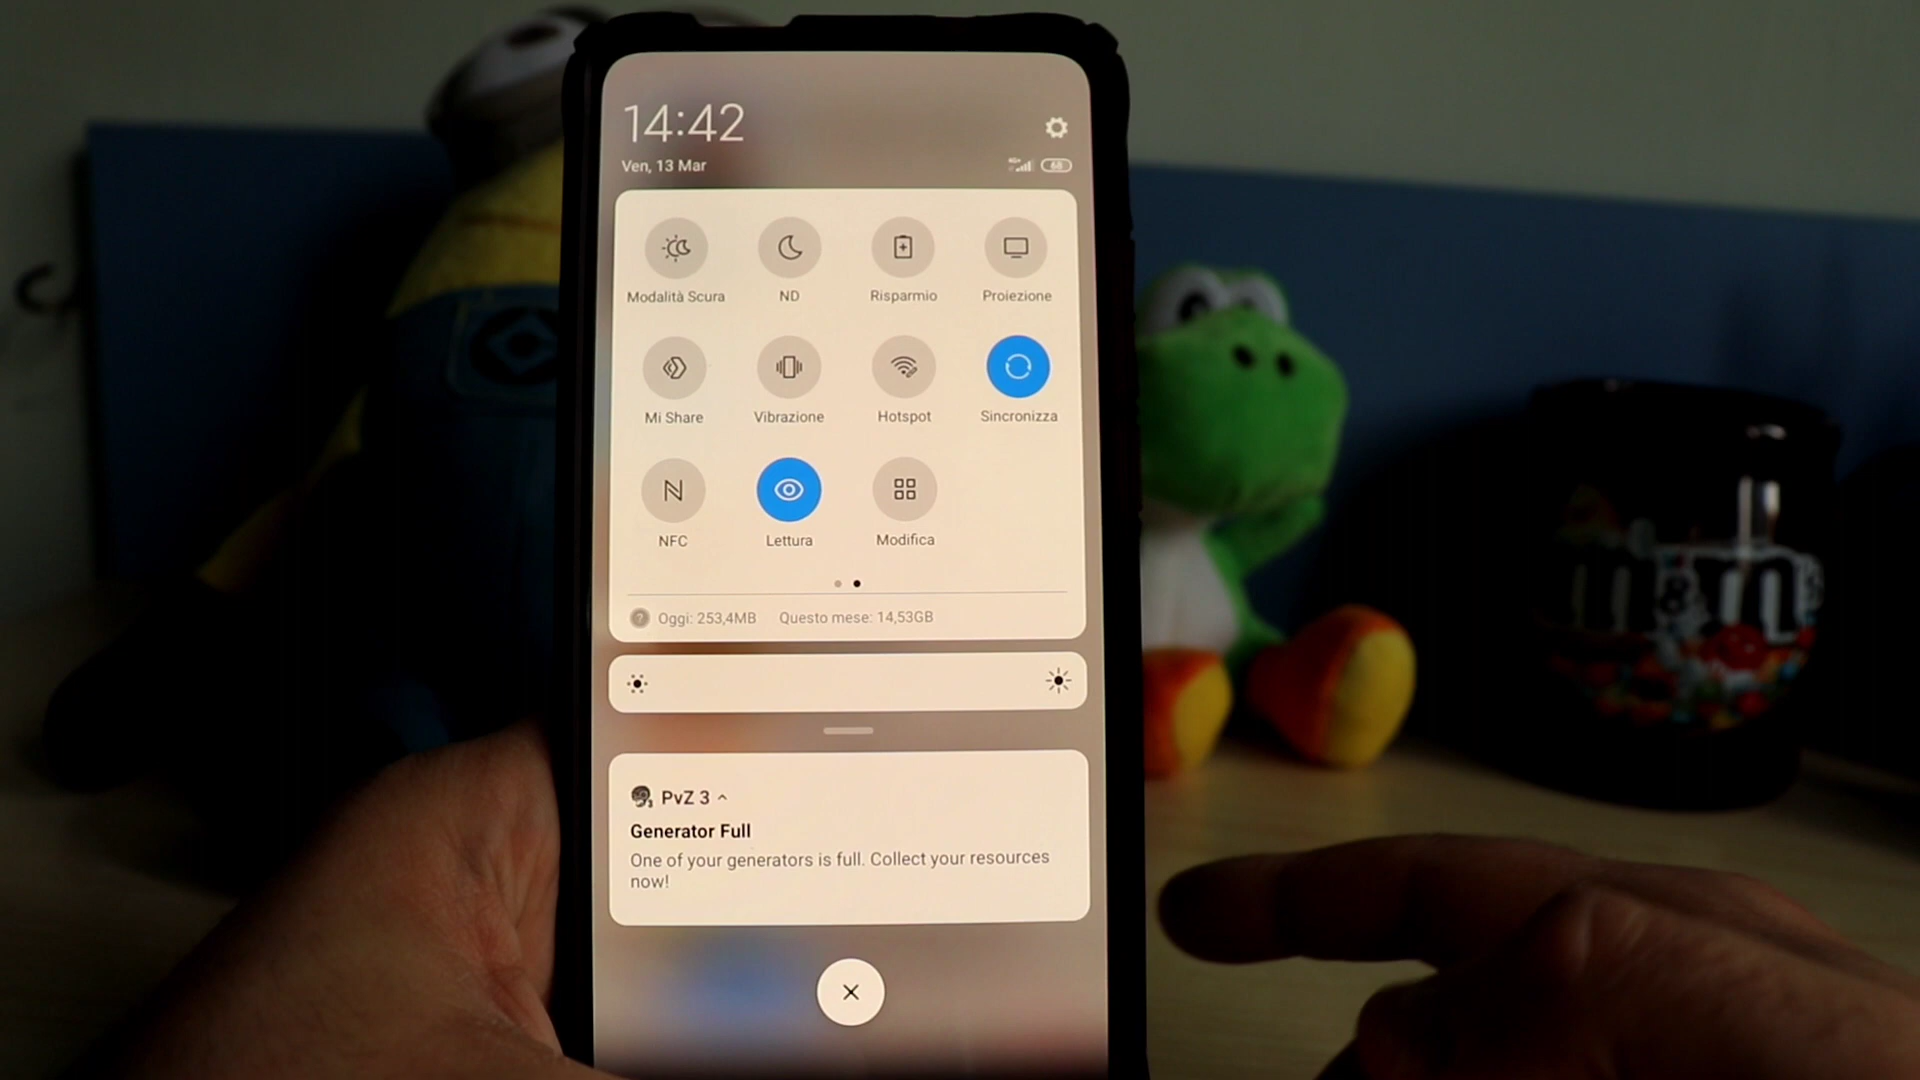 14:42
Ven, 13 Mar
4G+
68
Modalità Scura
ND
Risparmio
Proiezione
Mi Share
Vibrazione
Hotspot
Sincronizza
NFC
Lettura
Modifica
Oggi: 253,4MB Questo mese: 14,53GB
PvZ 3
Generator Full
One of your generators is full. Collect your resources
now!